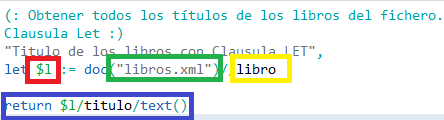 (: Obtener todos los títulos de los libros del fichero.
Clausula Let :)
"Titulo de los libros con Clausula LET",
let $l := doc("libros.xml")//libro
return $l/titulo/text()